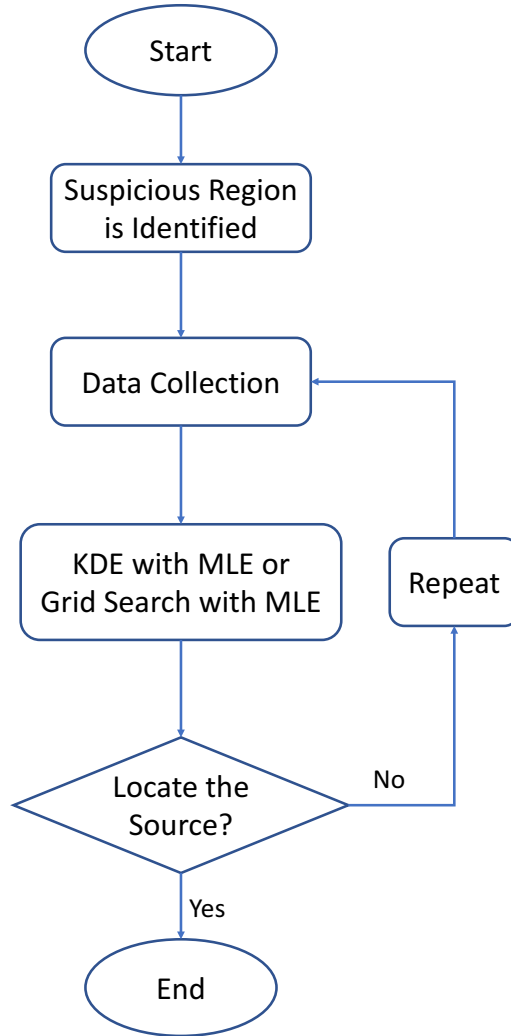 Start
Suspicious Region
is Identified
Data Collection
KDE with MLE or
Grid Search with MLE
Repeat
Locate the
Source?
No
Yes
End